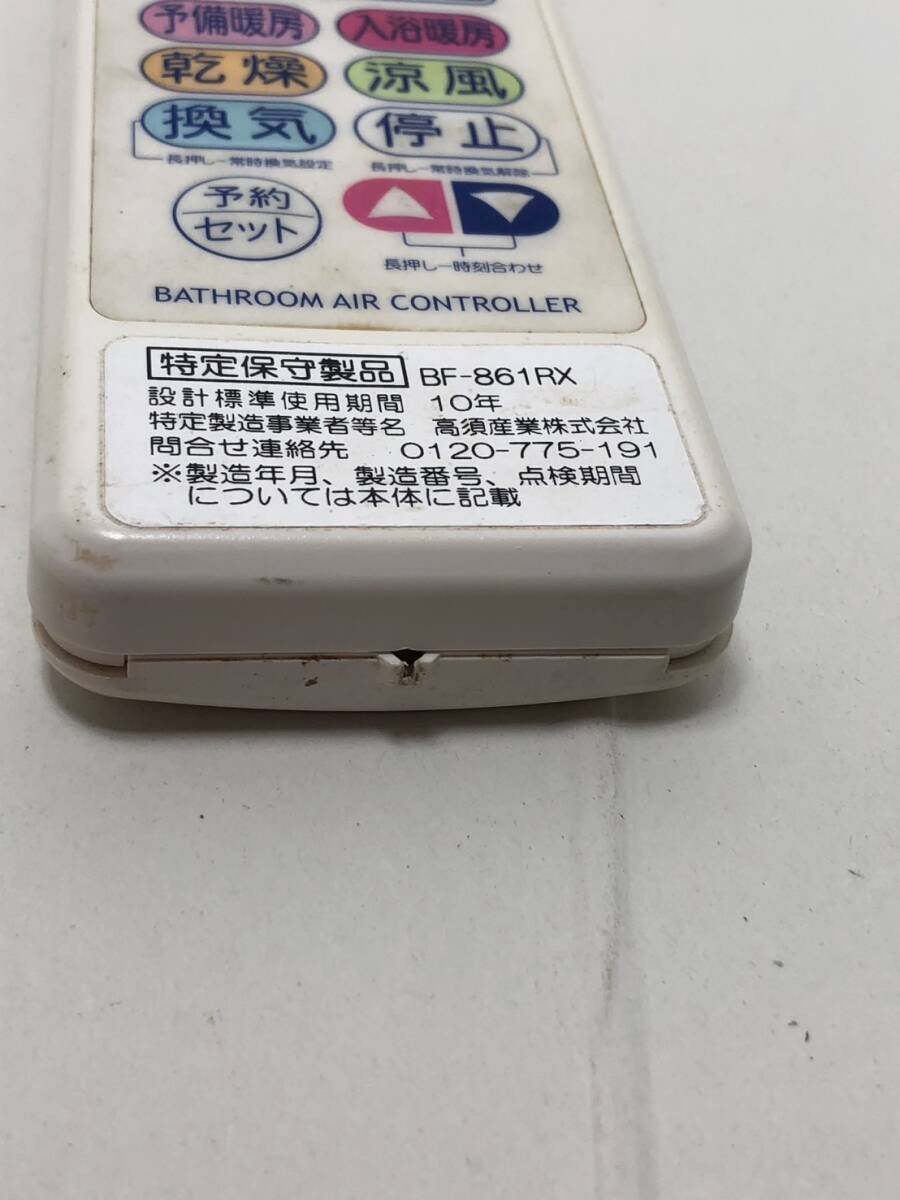 予備暖房 入浴暖房
乾燥 涼風
換気 停止
長押し―常時換気設定 長押し―常時換気解除
予約
セット
長押し―時刻合わせ
BATHROOM AIR CONTROLLER
特定保守製品 BF-861RX
設計標準使用期間 10年
特定製造事業者等名 高須産業株式会社
問合せ連絡先 0120-775-191
※製造年月、製造番号、点検期間
については本体に記載